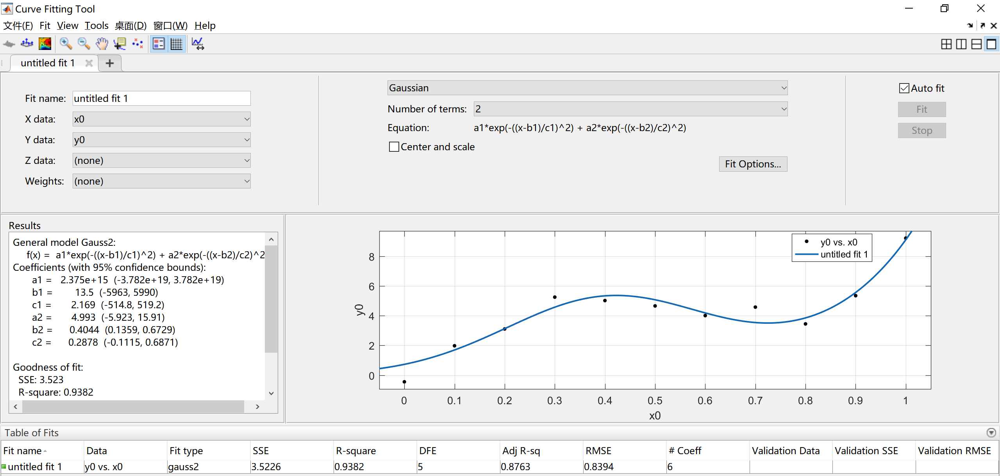 Curve Fitting Tool
文件(F) Fit View Tools 桌面(D) 窗口(W) Help
untitled fit 1
Fit name: untitled fit 1
X data: x0
Y data: y0
Z data: (none)
Weights: (none)
Gaussian
Number of terms: 2
Equation: a1*exp(-((x-b1)/c1)^2) + a2*exp(-((x-b2)/c2)^2)
Center and scale
Fit Options...
Auto fit
Fit
Stop
Results
General model Gauss2:
f(x) = a1*exp(-((x-b1)/c1)^2) + a2*exp(-((x-b2)/c2)^2
Coefficients (with 95% confidence bounds):
a1 = 2.375e+15 (-3.782e+19, 3.782e+19)
b1 = 13.5 (-5963, 5990)
c1 = 2.169 (-514.8, 519.2)
a2 = 4.993 (-5.923, 15.91)
b2 = 0.4044 (0.1359, 0.6729)
c2 = 0.2878 (-0.1115, 0.6871)
Goodness of fit:
SSE: 3.523
R-square: 0.9382
y0 vs. x0
untitled fit 1
8
6
4
2
0
y0
0 0.1 0.2 0.3 0.4 0.5 0.6 0.7 0.8 0.9 1
x0
Table of Fits
Fit name Data Fit type SSE R-square DFE Adj R-sq RMSE # Coeff Validation Data Validation SSE Validation RMSE
untitled fit 1 y0 vs. x0 gauss2 3.5226 0.9382 5 0.8763 0.8394 6